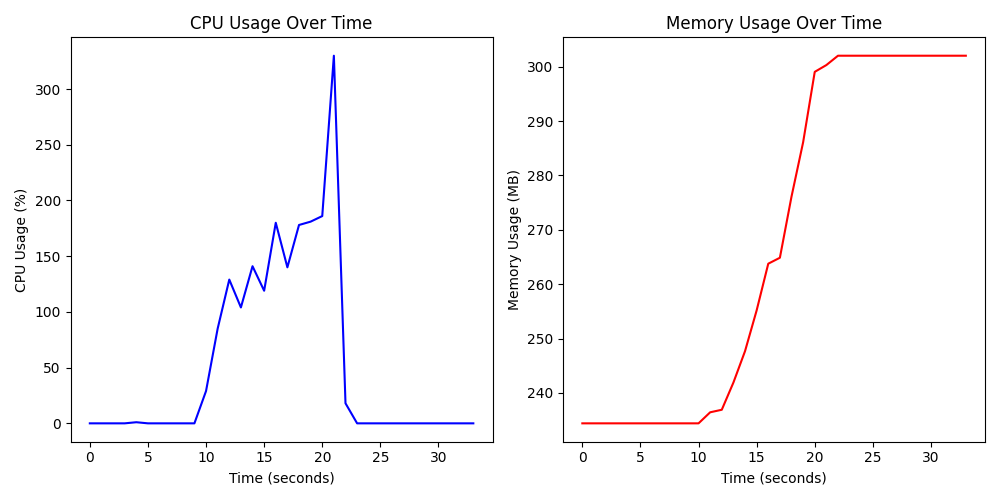 CPU Usage Over Time
CPU Usage (%)
300
250
200
150
100
50
0
0 5 10 15 20 25 30
Time (seconds)
Memory Usage Over Time
Memory Usage (MB)
300
290
280
270
260
250
240
0 5 10 15 20 25 30
Time (seconds)